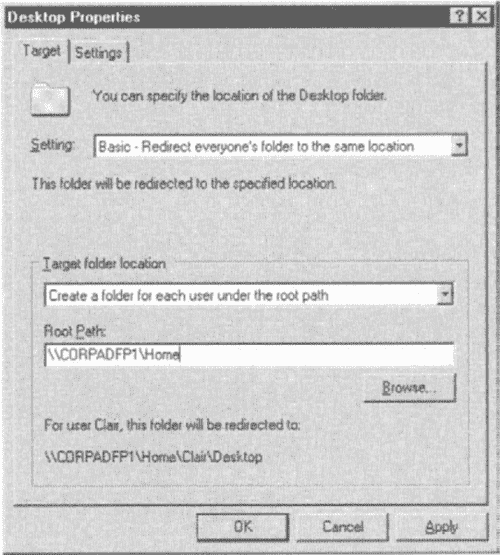 Desktop Properties
Target Settings
You can specify the location of the Desktop folder.
Setting: Basic - Redirect everyone's folder to the same location
This folder will be redirected to the specified location.
Target folder location
Create a folder for each user under the root path
Root Path:
\\CORPADFP1\Home
Browse...
For user Clair, this folder will be redirected to:
\\CORPADFP1\Home\Clair\Desktop
OK Cancel Apply